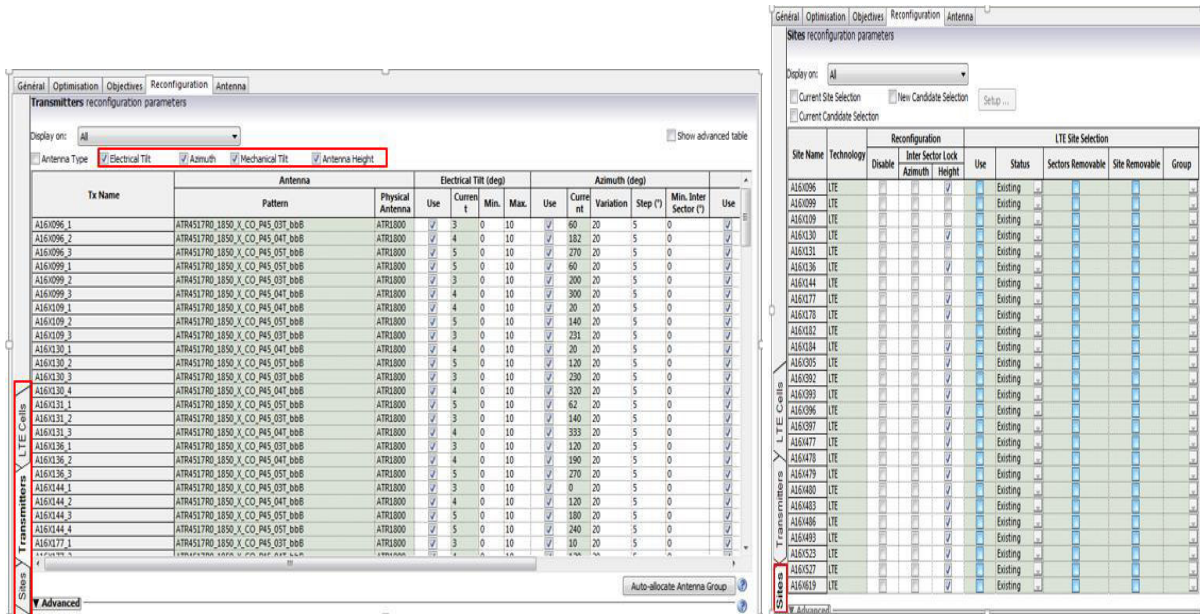 Général Optimisation Objectives Reconfiguration Antenna
Transmitters reconfiguration parameters
Display on: All
Show advanced table
Antenna Type Electrical Tilt Azimuth Mechanical Tilt Antenna Height
Tx Name Antenna Electrical Tilt (deg) Azimuth (deg)
Pattern Physical Antenna Use Current Min. Max. Use Current Variation Step (°) Min. Inter Sector (°) Use
A16X096_1 ATR4517R0_1850_X_CO_P45_03T_bbB ATR1800 3 0 10 60 20 5 0
A16X096_2 ATR4517R0_1850_X_CO_P45_04T_bbB ATR1800 4 0 10 182 20 5 0
A16X096_3 ATR4517R0_1850_X_CO_P45_05T_bbB ATR1800 5 0 10 270 20 5 0
A16X099_1 ATR4517R0_1850_X_CO_P45_05T_bbB ATR1800 5 0 10 60 20 5 0
A16X099_2 ATR4517R0_1850_X_CO_P45_03T_bbB ATR1800 3 0 10 200 20 5 0
A16X099_3 ATR4517R0_1850_X_CO_P45_04T_bbB ATR1800 4 0 10 300 20 5 0
A16X109_1 ATR4517R0_1850_X_CO_P45_04T_bbB ATR1800 4 0 10 20 20 5 0
A16X109_2 ATR4517R0_1850_X_CO_P45_05T_bbB ATR1800 5 0 10 140 20 5 0
A16X109_3 ATR4517R0_1850_X_CO_P45_03T_bbB ATR1800 3 0 10 231 20 5 0
A16X130_1 ATR4517R0_1850_X_CO_P45_04T_bbB ATR1800 4 0 10 20 20 5 0
A16X130_2 ATR4517R0_1850_X_CO_P45_05T_bbB ATR1800 5 0 10 120 20 5 0
A16X130_3 ATR4517R0_1850_X_CO_P45_03T_bbB ATR1800 3 0 10 230 20 5 0
A16X130_4 ATR4517R0_1850_X_CO_P45_04T_bbB ATR1800 4 0 10 320 20 5 0
A16X131_1 ATR4517R0_1850_X_CO_P45_05T_bbB ATR1800 5 0 10 62 20 5 0
A16X131_2 ATR4517R0_1850_X_CO_P45_03T_bbB ATR1800 3 0 10 140 20 5 0
A16X131_3 ATR4517R0_1850_X_CO_P45_04T_bbB ATR1800 4 0 10 333 20 5 0
A16X136_1 ATR4517R0_1850_X_CO_P45_03T_bbB ATR1800 3 0 10 120 20 5 0
A16X136_2 ATR4517R0_1850_X_CO_P45_04T_bbB ATR1800 4 0 10 190 20 5 0
A16X136_3 ATR4517R0_1850_X_CO_P45_05T_bbB ATR1800 5 0 10 270 20 5 0
A16X144_1 ATR4517R0_1850_X_CO_P45_03T_bbB ATR1800 3 0 10 0 20 5 0
A16X144_2 ATR4517R0_1850_X_CO_P45_04T_bbB ATR1800 4 0 10 120 20 5 0
A16X144_3 ATR4517R0_1850_X_CO_P45_05T_bbB ATR1800 5 0 10 180 20 5 0
A16X144_4 ATR4517R0_1850_X_CO_P45_05T_bbB ATR1800 5 0 10 240 20 5 0
A16X177_1 ATR4517R0_1850_X_CO_P45_03T_bbB ATR1800 3 0 10 10 20 5 0
Auto-allocate Antenna Group
Advanced
LTE Cells
Transmitters
Sites
Général Optimisation Objectives Reconfiguration Antenna
Sites reconfiguration parameters
Display on: All
Current Site Selection New Candidate Selection Setup ...
Current Candidate Selection
Site Name Technology Reconfiguration LTE Site Selection
Disable Inter Sector Lock Use Status Sectors Removable Site Removable Group
Azimuth Height
A16X096 LTE Existing
A16X099 LTE Existing
A16X109 LTE Existing
A16X130 LTE Existing
A16X131 LTE Existing
A16X136 LTE Existing
A16X144 LTE Existing
A16X177 LTE Existing
A16X178 LTE Existing
A16X182 LTE Existing
A16X184 LTE Existing
A16X305 LTE Existing
A16X392 LTE Existing
A16X393 LTE Existing
A16X396 LTE Existing
A16X397 LTE Existing
A16X477 LTE Existing
A16X478 LTE Existing
A16X479 LTE Existing
A16X480 LTE Existing
A16X483 LTE Existing
A16X486 LTE Existing
A16X493 LTE Existing
A16X523 LTE Existing
A16X527 LTE Existing
A16X619 LTE Existing
Advanced
LTE Cells
Transmitters
Sites